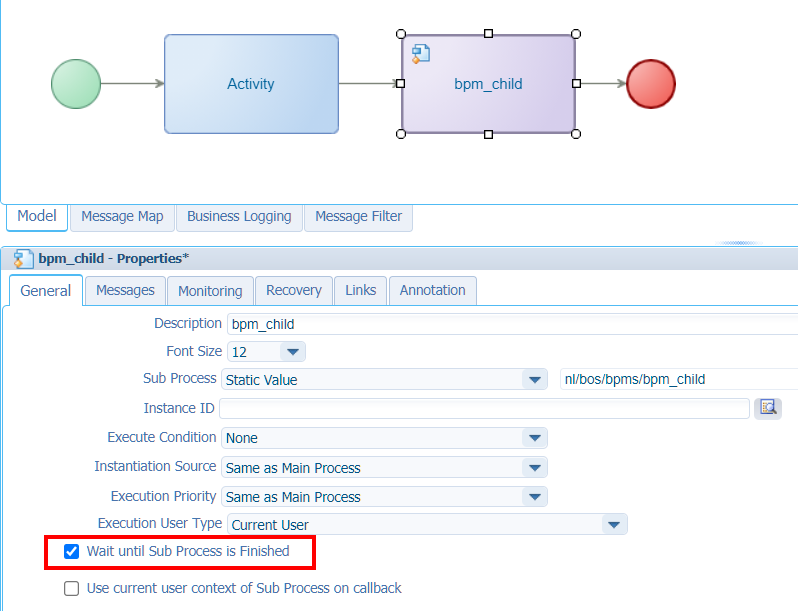 Activity
bpm_child
Model Message Map Business Logging Message Filter
bpm_child - Properties*
General Messages Monitoring Recovery Links Annotation
Description bpm_child
Font Size 12
Sub Process Static Value nl/bos/bpms/bpm_child
Instance ID
Execute Condition None
Instantiation Source Same as Main Process
Execution Priority Same as Main Process
Execution User Type Current User
Wait until Sub Process is Finished
Use current user context of Sub Process on callback